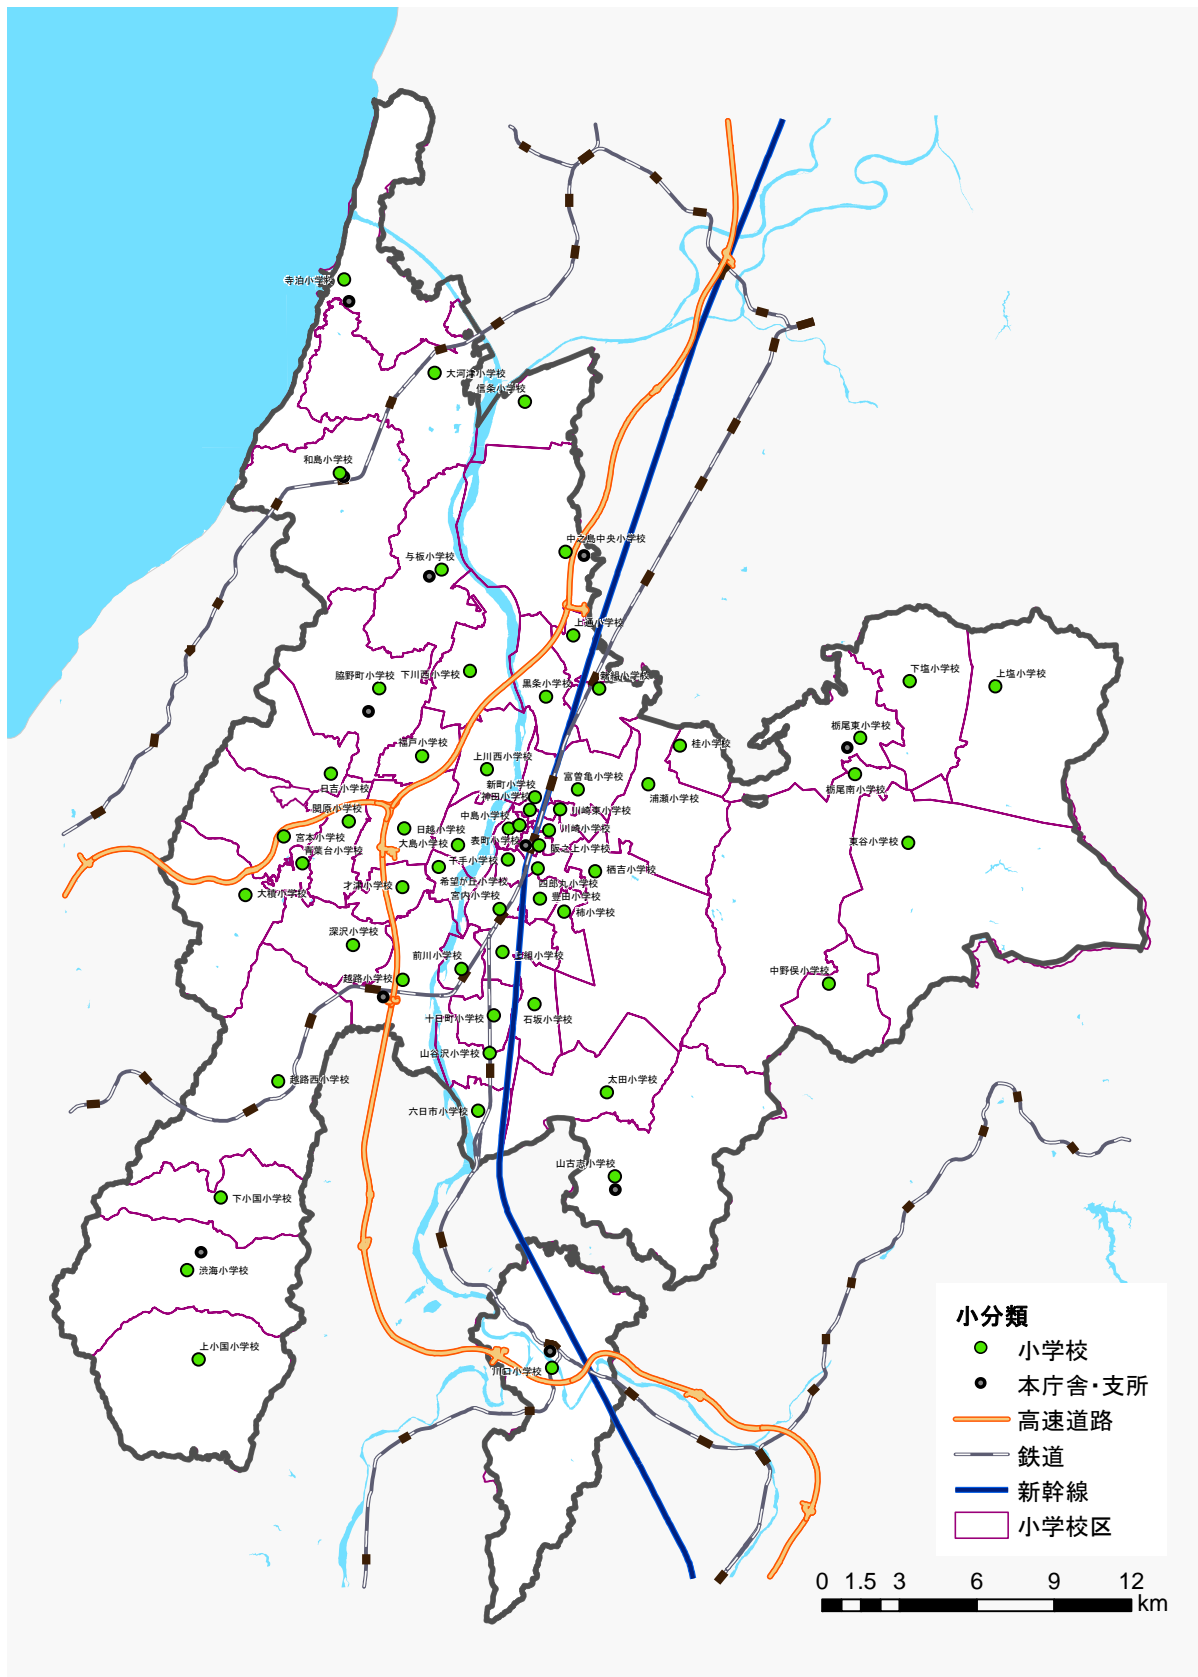 寺泊小学校
大河津小学校
信条小学校
和島小学校
中之島中央小学校
与板小学校
上通小学校
脇野町小学校
下川西小学校
黒条小学校
新組小学校
下塩小学校
上塩小学校
栃尾東小学校
桂小学校
福戸小学校
上川西小学校
日吉小学校
富曽亀小学校
新町小学校
神田小学校
浦瀬小学校
栃尾南小学校
関原小学校
川崎東小学校
中島小学校
日越小学校
川崎小学校
宮本小学校
大島小学校
表町小学校
阪之上小学校
東谷小学校
青葉台小学校
千手小学校
栖吉小学校
才津小学校
希望が丘小学校
四郎丸小学校
大積小学校
宮内小学校
豊田小学校
柿小学校
深沢小学校
前川小学校
上組小学校
中野俣小学校
越路小学校
十日町小学校
石坂小学校
山谷沢小学校
越路西小学校
太田小学校
六日市小学校
山古志小学校
下小国小学校
渋海小学校
上小国小学校
川口小学校
小分類
小学校
本庁舎・支所
高速道路
鉄道
新幹線
小学校区
0 1.5 3 6 9 12
km